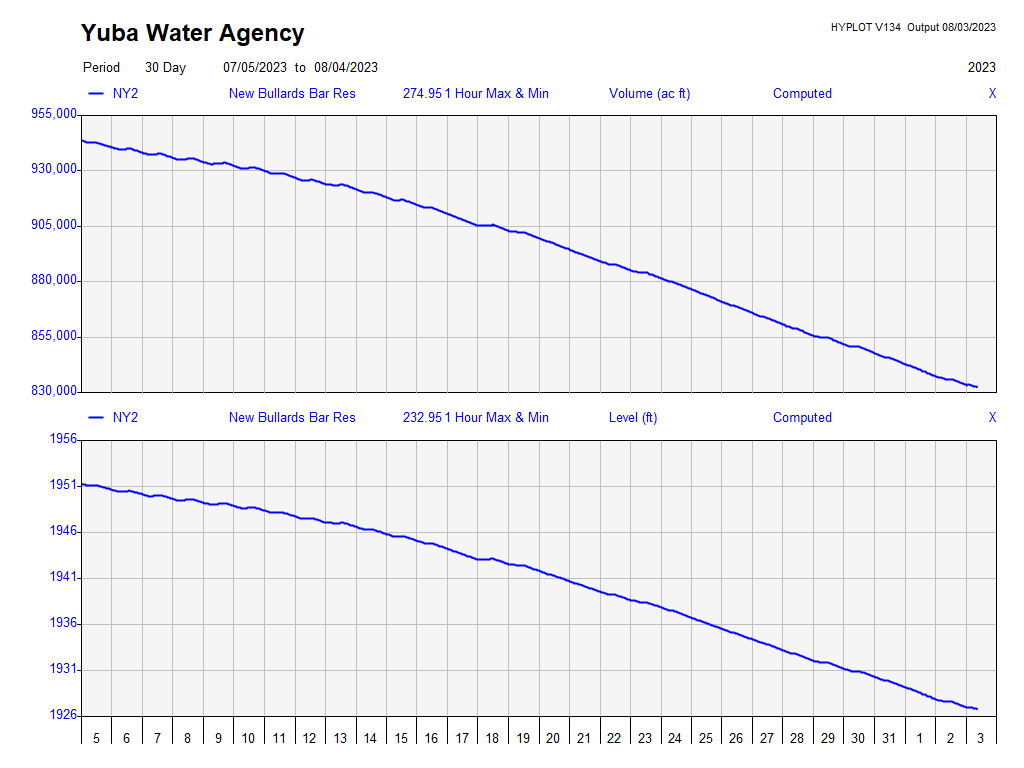 Yuba Water Agency
HYPLOT V134 Output 08/03/2023
Period 30 Day 07/05/2023 to 08/04/2023 2023
NY2 New Bullards Bar Res 274.95 1 Hour Max & Min Volume (ac ft) Computed X
955,000
930,000
905,000
880,000
855,000
830,000
NY2 New Bullards Bar Res 232.95 1 Hour Max & Min Level (ft) Computed X
1956
1951
1946
1941
1936
1931
1926
5 6 7 8 9 10 11 12 13 14 15 16 17 18 19 20 21 22 23 24 25 26 27 28 29 30 31 1 2 3